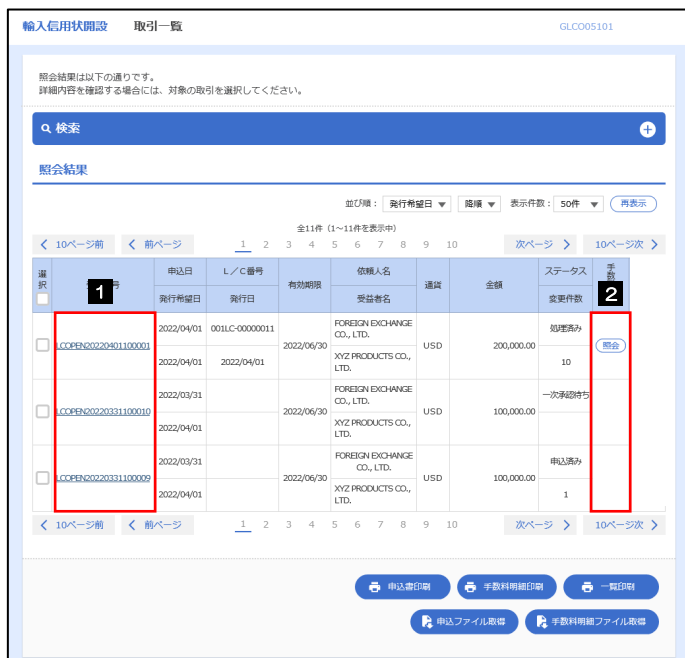 輸入信用状開設 取引一覧 GLCO05101
照会結果は以下の通りです。
詳細内容を確認する場合には、対象の取引を選択してください。
検索
照会結果
並び順： 発行希望日 降順 表示件数： 50件 再表示
全11件（1～11件を表示中）
10ページ前 前ページ 1 2 3 4 5 6 7 8 9 10 次ページ 10ページ次
選択 号 申込日 L／C番号 有効期限 依頼人名 通貨 金額 ステータス 手数
1 2
発行希望日 発行日 受益者名 変更件数
LCOPEN20220401100001 2022/04/01 001LC-00000011 2022/06/30 FOREIGN EXCHANGE CO., LTD. USD 200,000.00 処理済み 照会
2022/04/01 2022/04/01 XYZ PRODUCTS CO., LTD. 10
LCOPEN20220331100010 2022/03/31 2022/06/30 FOREIGN EXCHANGE CO., LTD. USD 100,000.00 一次承認待ち
2022/04/01 XYZ PRODUCTS CO., LTD.
LCOPEN20220331100009 2022/03/31 2022/06/30 FOREIGN EXCHANGE CO., LTD. USD 100,000.00 申込済み
2022/04/01 XYZ PRODUCTS CO., LTD. 1
10ページ前 前ページ 1 2 3 4 5 6 7 8 9 10 次ページ 10ページ次
申込書印刷 手数料明細印刷 一覧印刷
申込ファイル取得 手数料明細ファイル取得